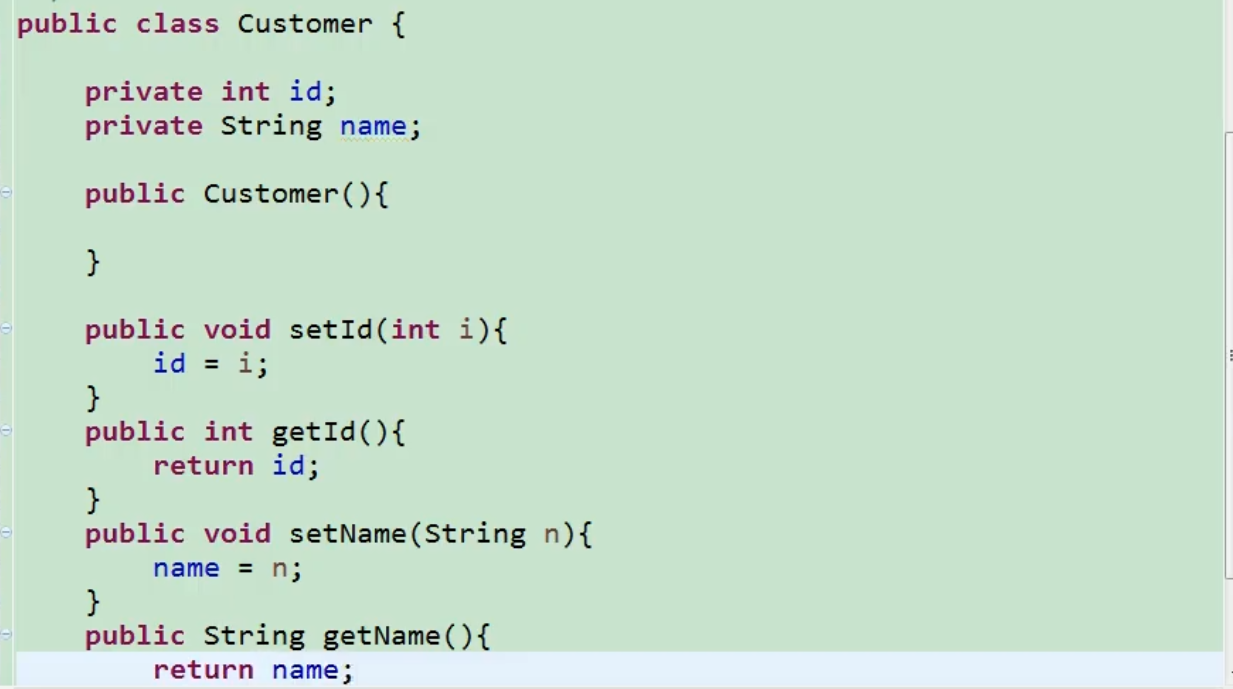 public class Customer {
private int id;
private String name;
public Customer(){
}
public void setId(int i){
id = i;
}
public int getId(){
return id;
}
public void setName(String n){
name = n;
}
public String getName(){
return name;